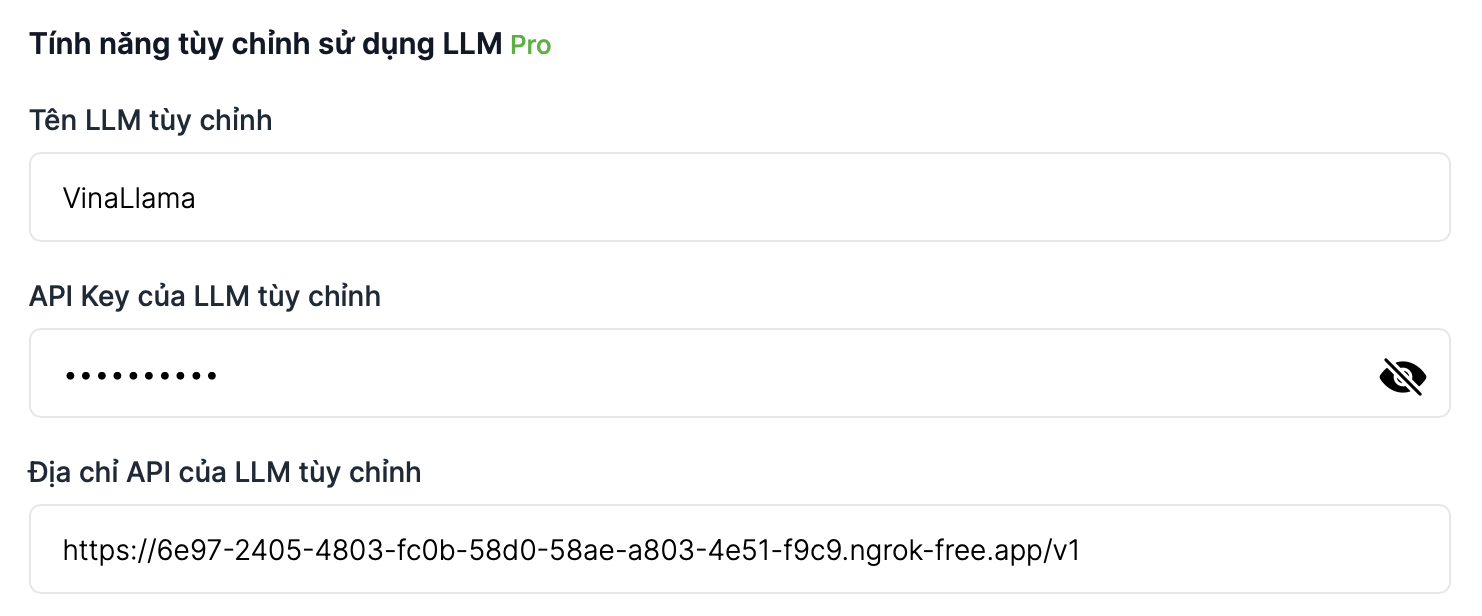 Tính năng tùy chỉnh sử dụng LLM Pro
Tên LLM tùy chỉnh
VinaLlama
API Key của LLM tùy chỉnh
••••••••••
Địa chỉ API của LLM tùy chỉnh
https://6e97-2405-4803-fc0b-58d0-58ae-a803-4e51-f9c9.ngrok-free.app/v1